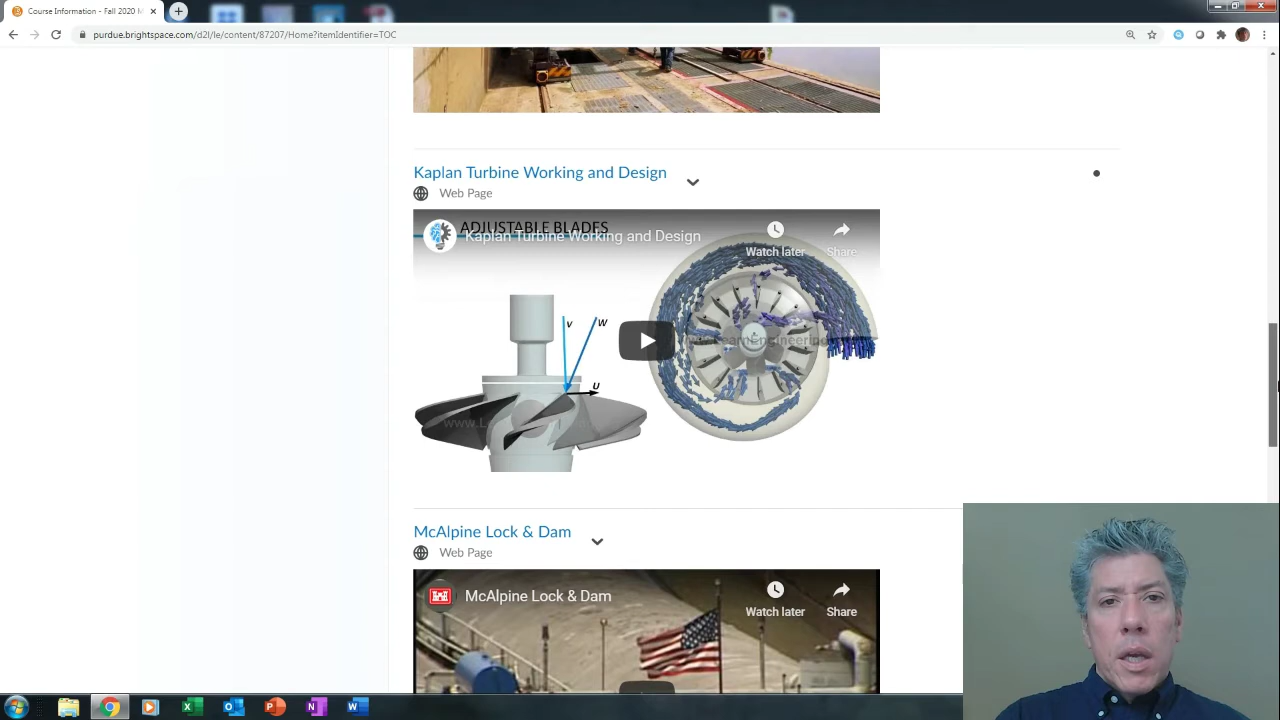 Course Information - Fall 2020 M
purdue.brightspace.com/d2l/le/content/87207/Home?itemIdentifier=TOC
Kaplan Turbine Working and Design
Web Page
ADJUSTABLE BLADES
Kaplan Turbine Working and Design
Watch later
Share
V
W
U
McAlpine Lock & Dam
Web Page
McAlpine Lock & Dam
Watch later
Share